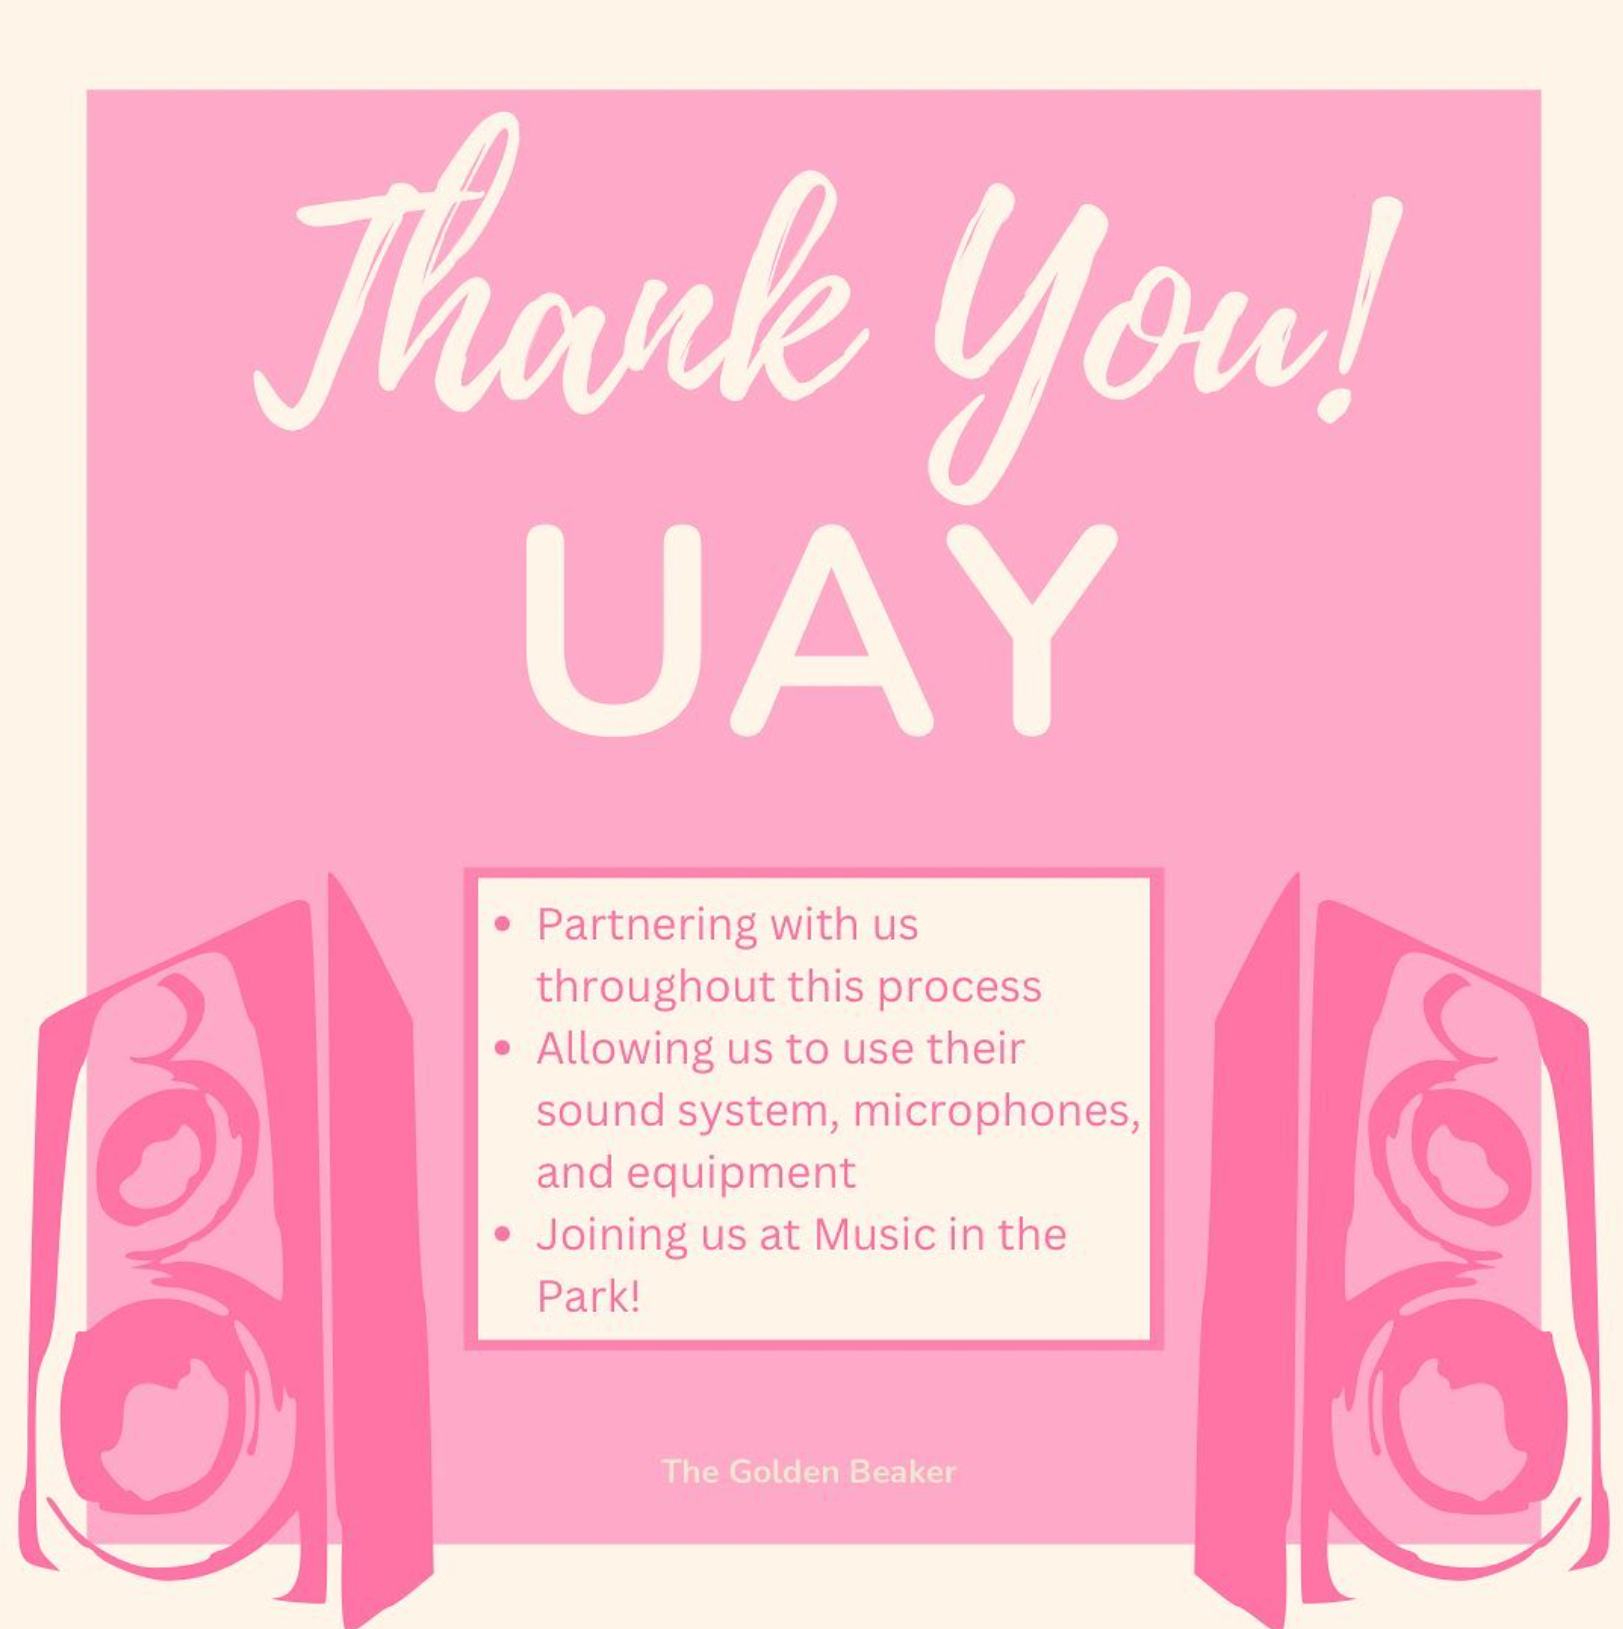 Thank You!
UAY
• Partnering with us
throughout this process
• Allowing us to use their
sound system, microphones,
and equipment
• Joining us at Music in the
Park!
The Golden Beaker